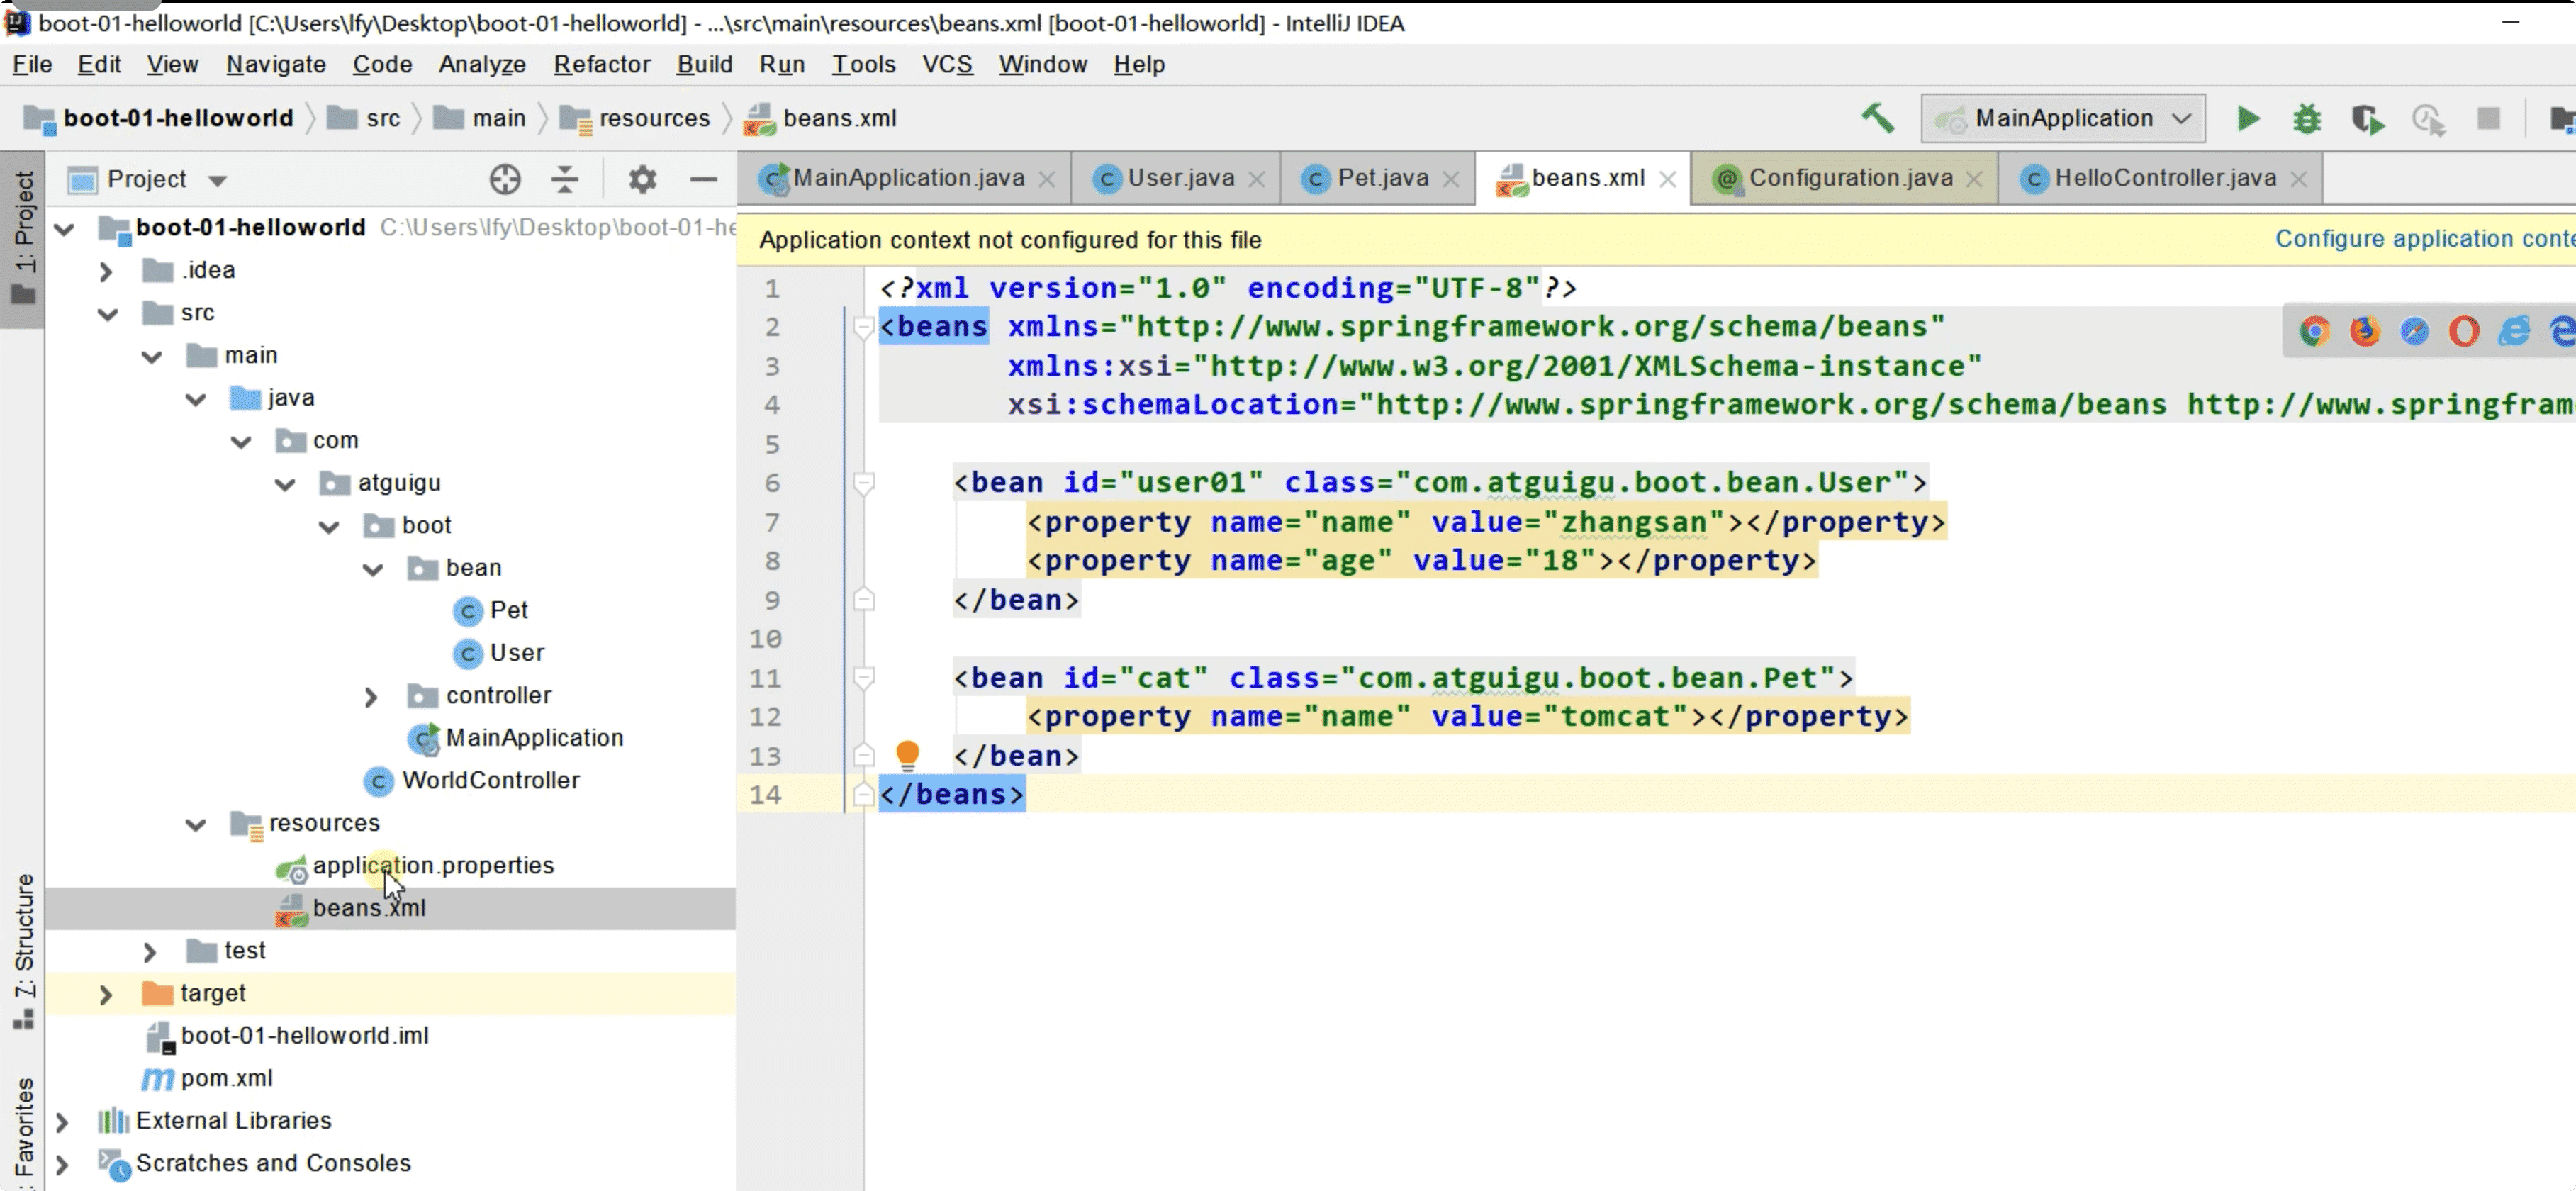 boot-01-helloworld [C:\Users\lfy\Desktop\boot-01-helloworld] - ...\src\main\resources\beans.xml [boot-01-helloworld] - IntelliJ IDEA
File Edit View Navigate Code Analyze Refactor Build Run Tools VCS Window Help
boot-01-helloworld src main resources beans.xml MainApplication
1: Project
Z: Structure
Favorites
Project
boot-01-helloworld C:\Users\lfy\Desktop\boot-01-he
.idea
src
main
java
com
atguigu
boot
bean
Pet
User
controller
MainApplication
WorldController
resources
application.properties
beans.xml
test
target
boot-01-helloworld.iml
pom.xml
External Libraries
Scratches and Consoles
MainApplication.java User.java Pet.java beans.xml Configuration.java HelloController.java
Application context not configured for this file Configure application conte
1 <?xml version="1.0" encoding="UTF-8"?>
2 <beans xmlns="http://www.springframework.org/schema/beans"
3 xmlns:xsi="http://www.w3.org/2001/XMLSchema-instance"
4 xsi:schemaLocation="http://www.springframework.org/schema/beans http://www.springfram
5
6 <bean id="user01" class="com.atguigu.boot.bean.User">
7 <property name="name" value="zhangsan"></property>
8 <property name="age" value="18"></property>
9 </bean>
10
11 <bean id="cat" class="com.atguigu.boot.bean.Pet">
12 <property name="name" value="tomcat"></property>
13 </bean>
14 </beans>